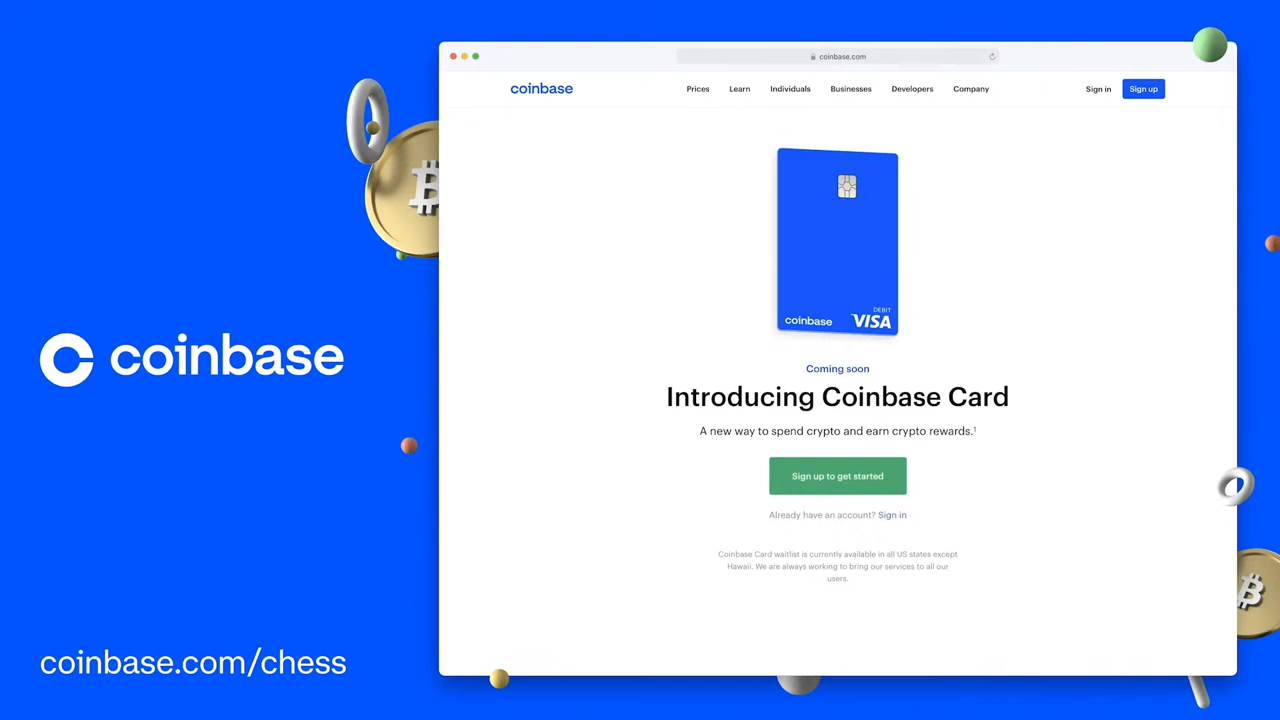 coinbase.com
coinbase
Prices
Learn
Individuals
Businesses
Developers
Company
Sign in
Sign up
DEBIT
coinbase
VISA
Coming soon
Introducing Coinbase Card
A new way to spend crypto and earn crypto rewards.¹
Sign up to get started
Already have an account? Sign in
Coinbase Card waitlist is currently available in all US states except
Hawaii. We are always working to bring our services to all our
users.
coinbase
coinbase.com/chess